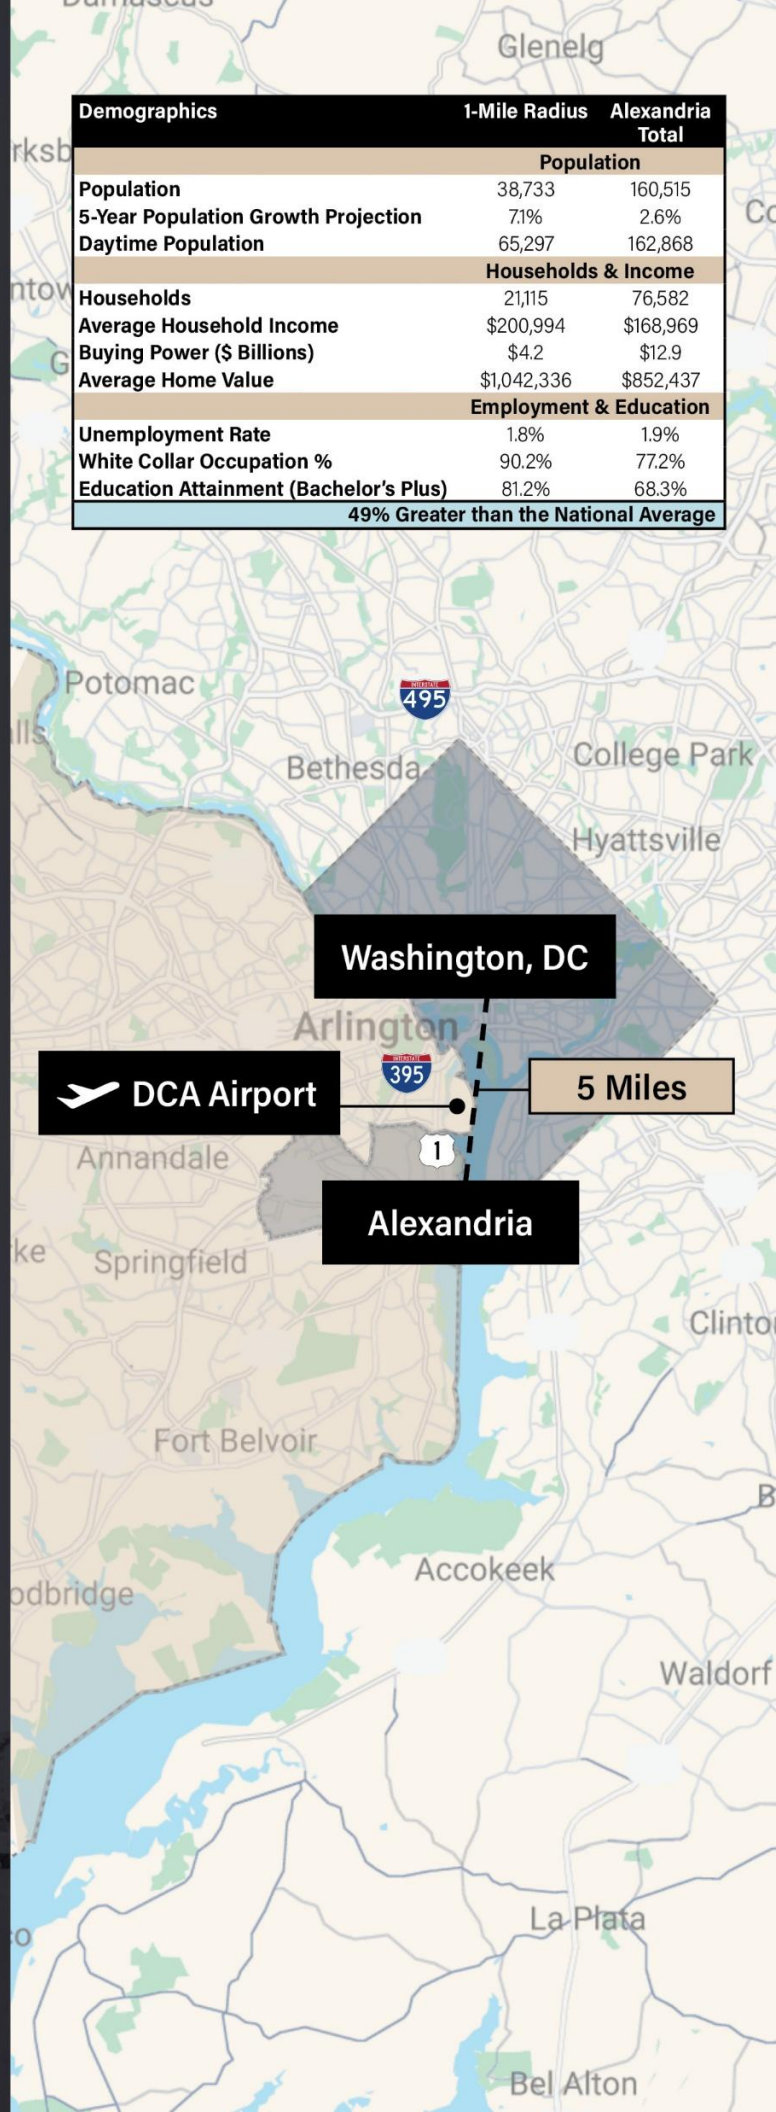 Glenelg
Demographics 1-Mile Radius Alexandria Total
Population
Population 38,733 160,515
5-Year Population Growth Projection 7.1% 2.6%
Daytime Population 65,297 162,868
Households & Income
Households 21,115 76,582
Average Household Income $200,994 $168,969
Buying Power ($ Billions) $4.2 $12.9
Average Home Value $1,042,336 $852,437
Employment & Education
Unemployment Rate 1.8% 1.9%
White Collar Occupation % 90.2% 77.2%
Education Attainment (Bachelor's Plus) 81.2% 68.3%
49% Greater than the National Average
Potomac
INTERSTATE
495
Bethesda
College Park
Hyattsville
Washington, DC
Arlington
INTERSTATE
395
DCA Airport
5 Miles
1
Annandale
Alexandria
Springfield
Fort Belvoir
Accokeek
odbridge
Waldorf
La Plata
Bel Alton